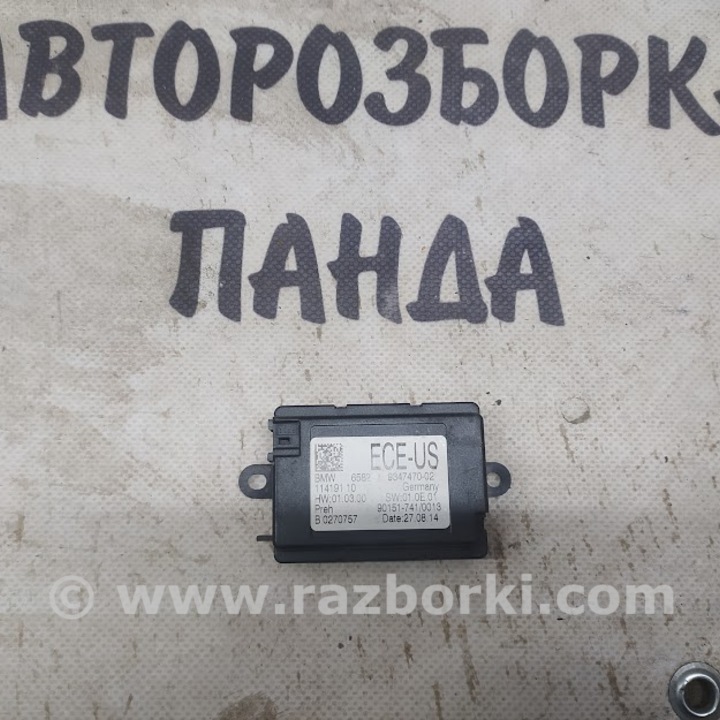 АВТОРОЗБОРКА
ПАНДА
ECE-US
BMW 6582 9347470-02
114191 10 Germany
HW:01.03.00 SW:01.0E.01
Preh 90151-741/0013
B 0270757 Date:27.08.14
© www.razborki.com